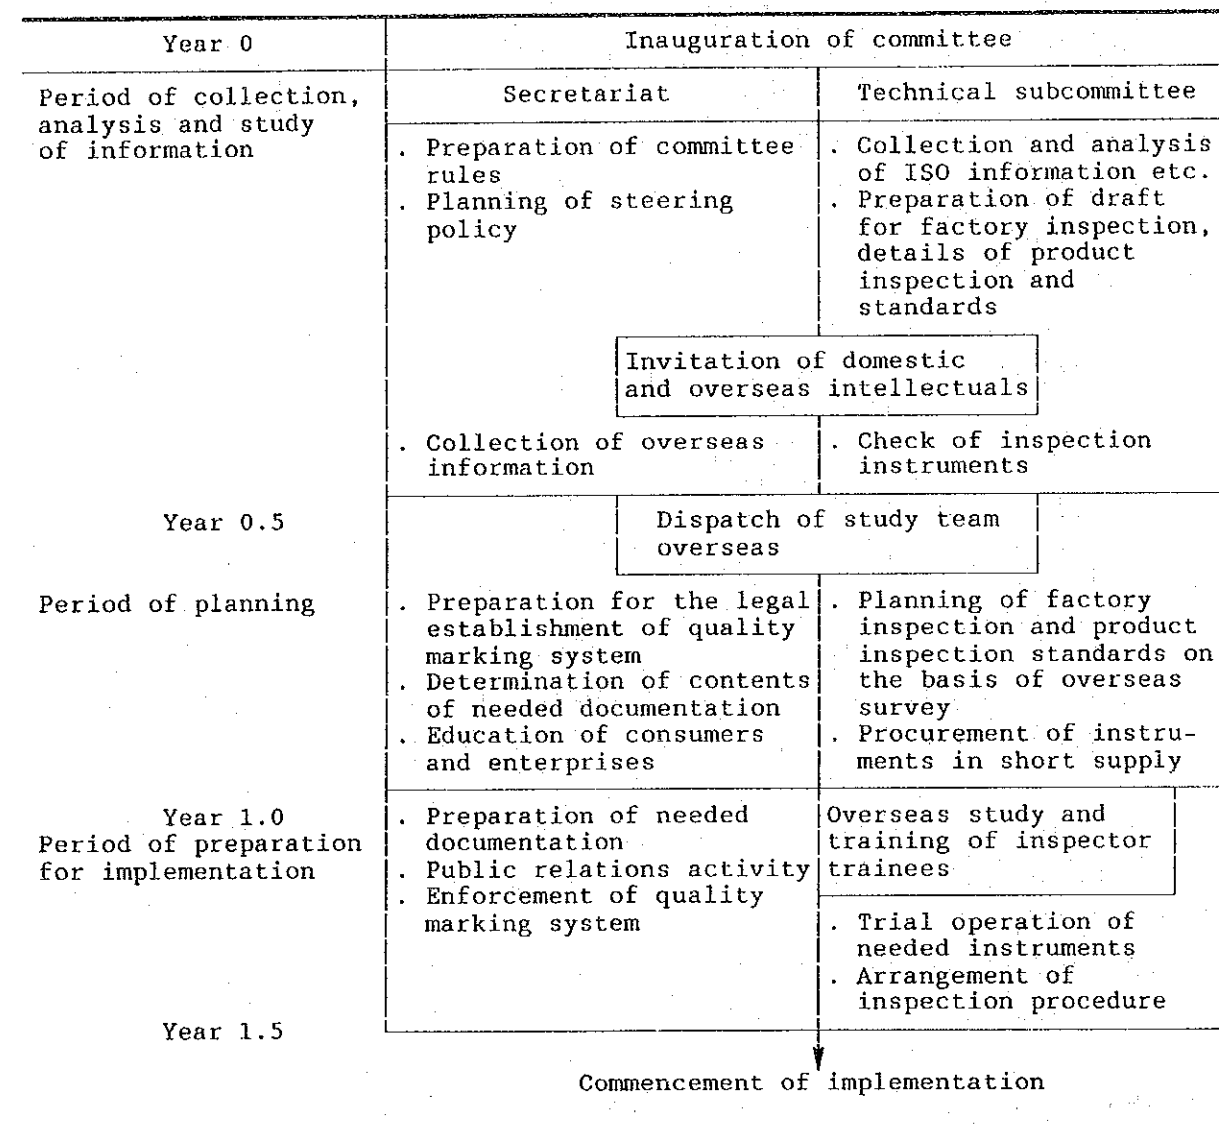 Year 0
Inauguration of committee
Period of collection,
analysis and study
of information
Secretariat
Technical subcommittee
. Preparation of committee
rules
. Planning of steering
policy
. Collection and analysis
of ISO information etc.
. Preparation of draft
for factory inspection,
details of product
inspection and
standards
Invitation of domestic
and overseas intellectuals
. Collection of overseas
information
. Check of inspection
instruments
Year 0.5
Dispatch of study team
overseas
Period of planning
. Preparation for the legal
establishment of quality
marking system
. Determination of contents
of needed documentation
. Education of consumers
and enterprises
. Planning of factory
inspection and product
inspection standards on
the basis of overseas
survey
. Procurement of instru-
ments in short supply
Year 1.0
Period of preparation
for implementation
. Preparation of needed
documentation
. Public relations activity
. Enforcement of quality
marking system
Overseas study and
training of inspector
trainees
. Trial operation of
needed instruments
. Arrangement of
inspection procedure
Year 1.5
Commencement of implementation